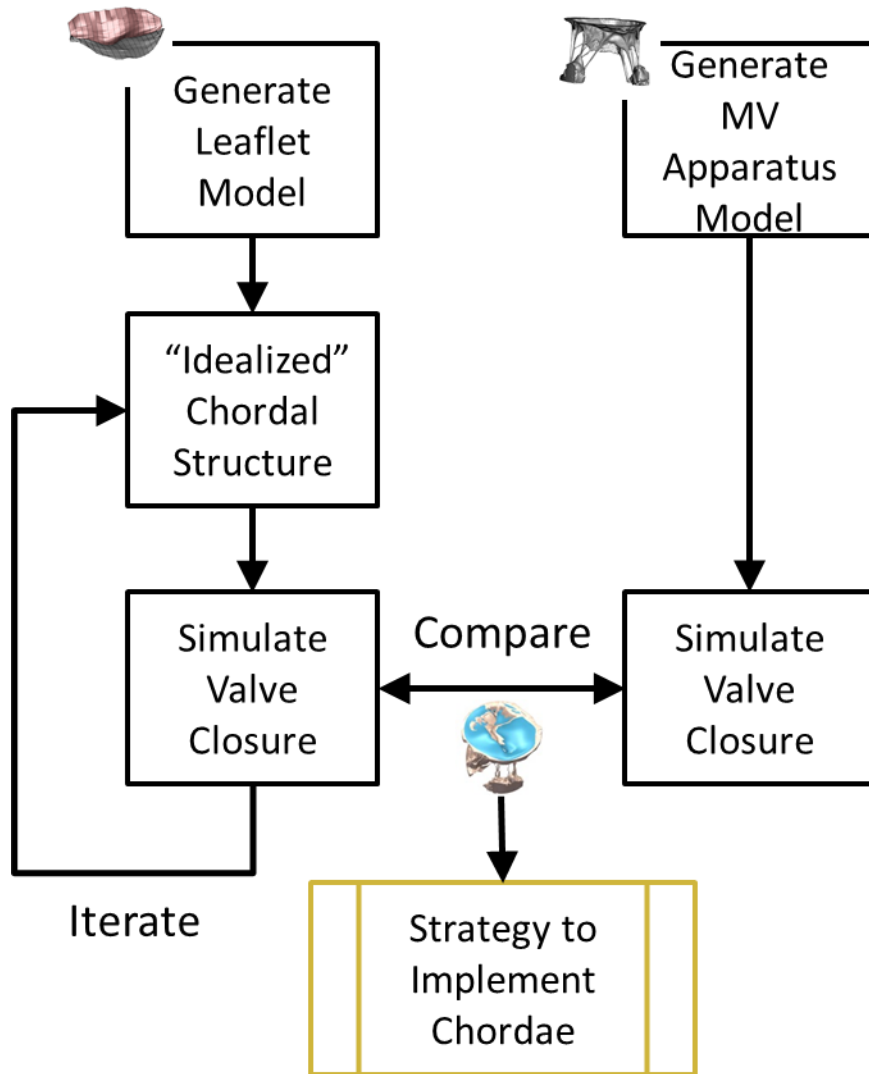 Generate
Leaflet
Model
Generate
MV
Apparatus
Model
“Idealized”
Chordal
Structure
Simulate
Valve
Closure
Compare
Simulate
Valve
Closure
Iterate
Strategy to
Implement
Chordae